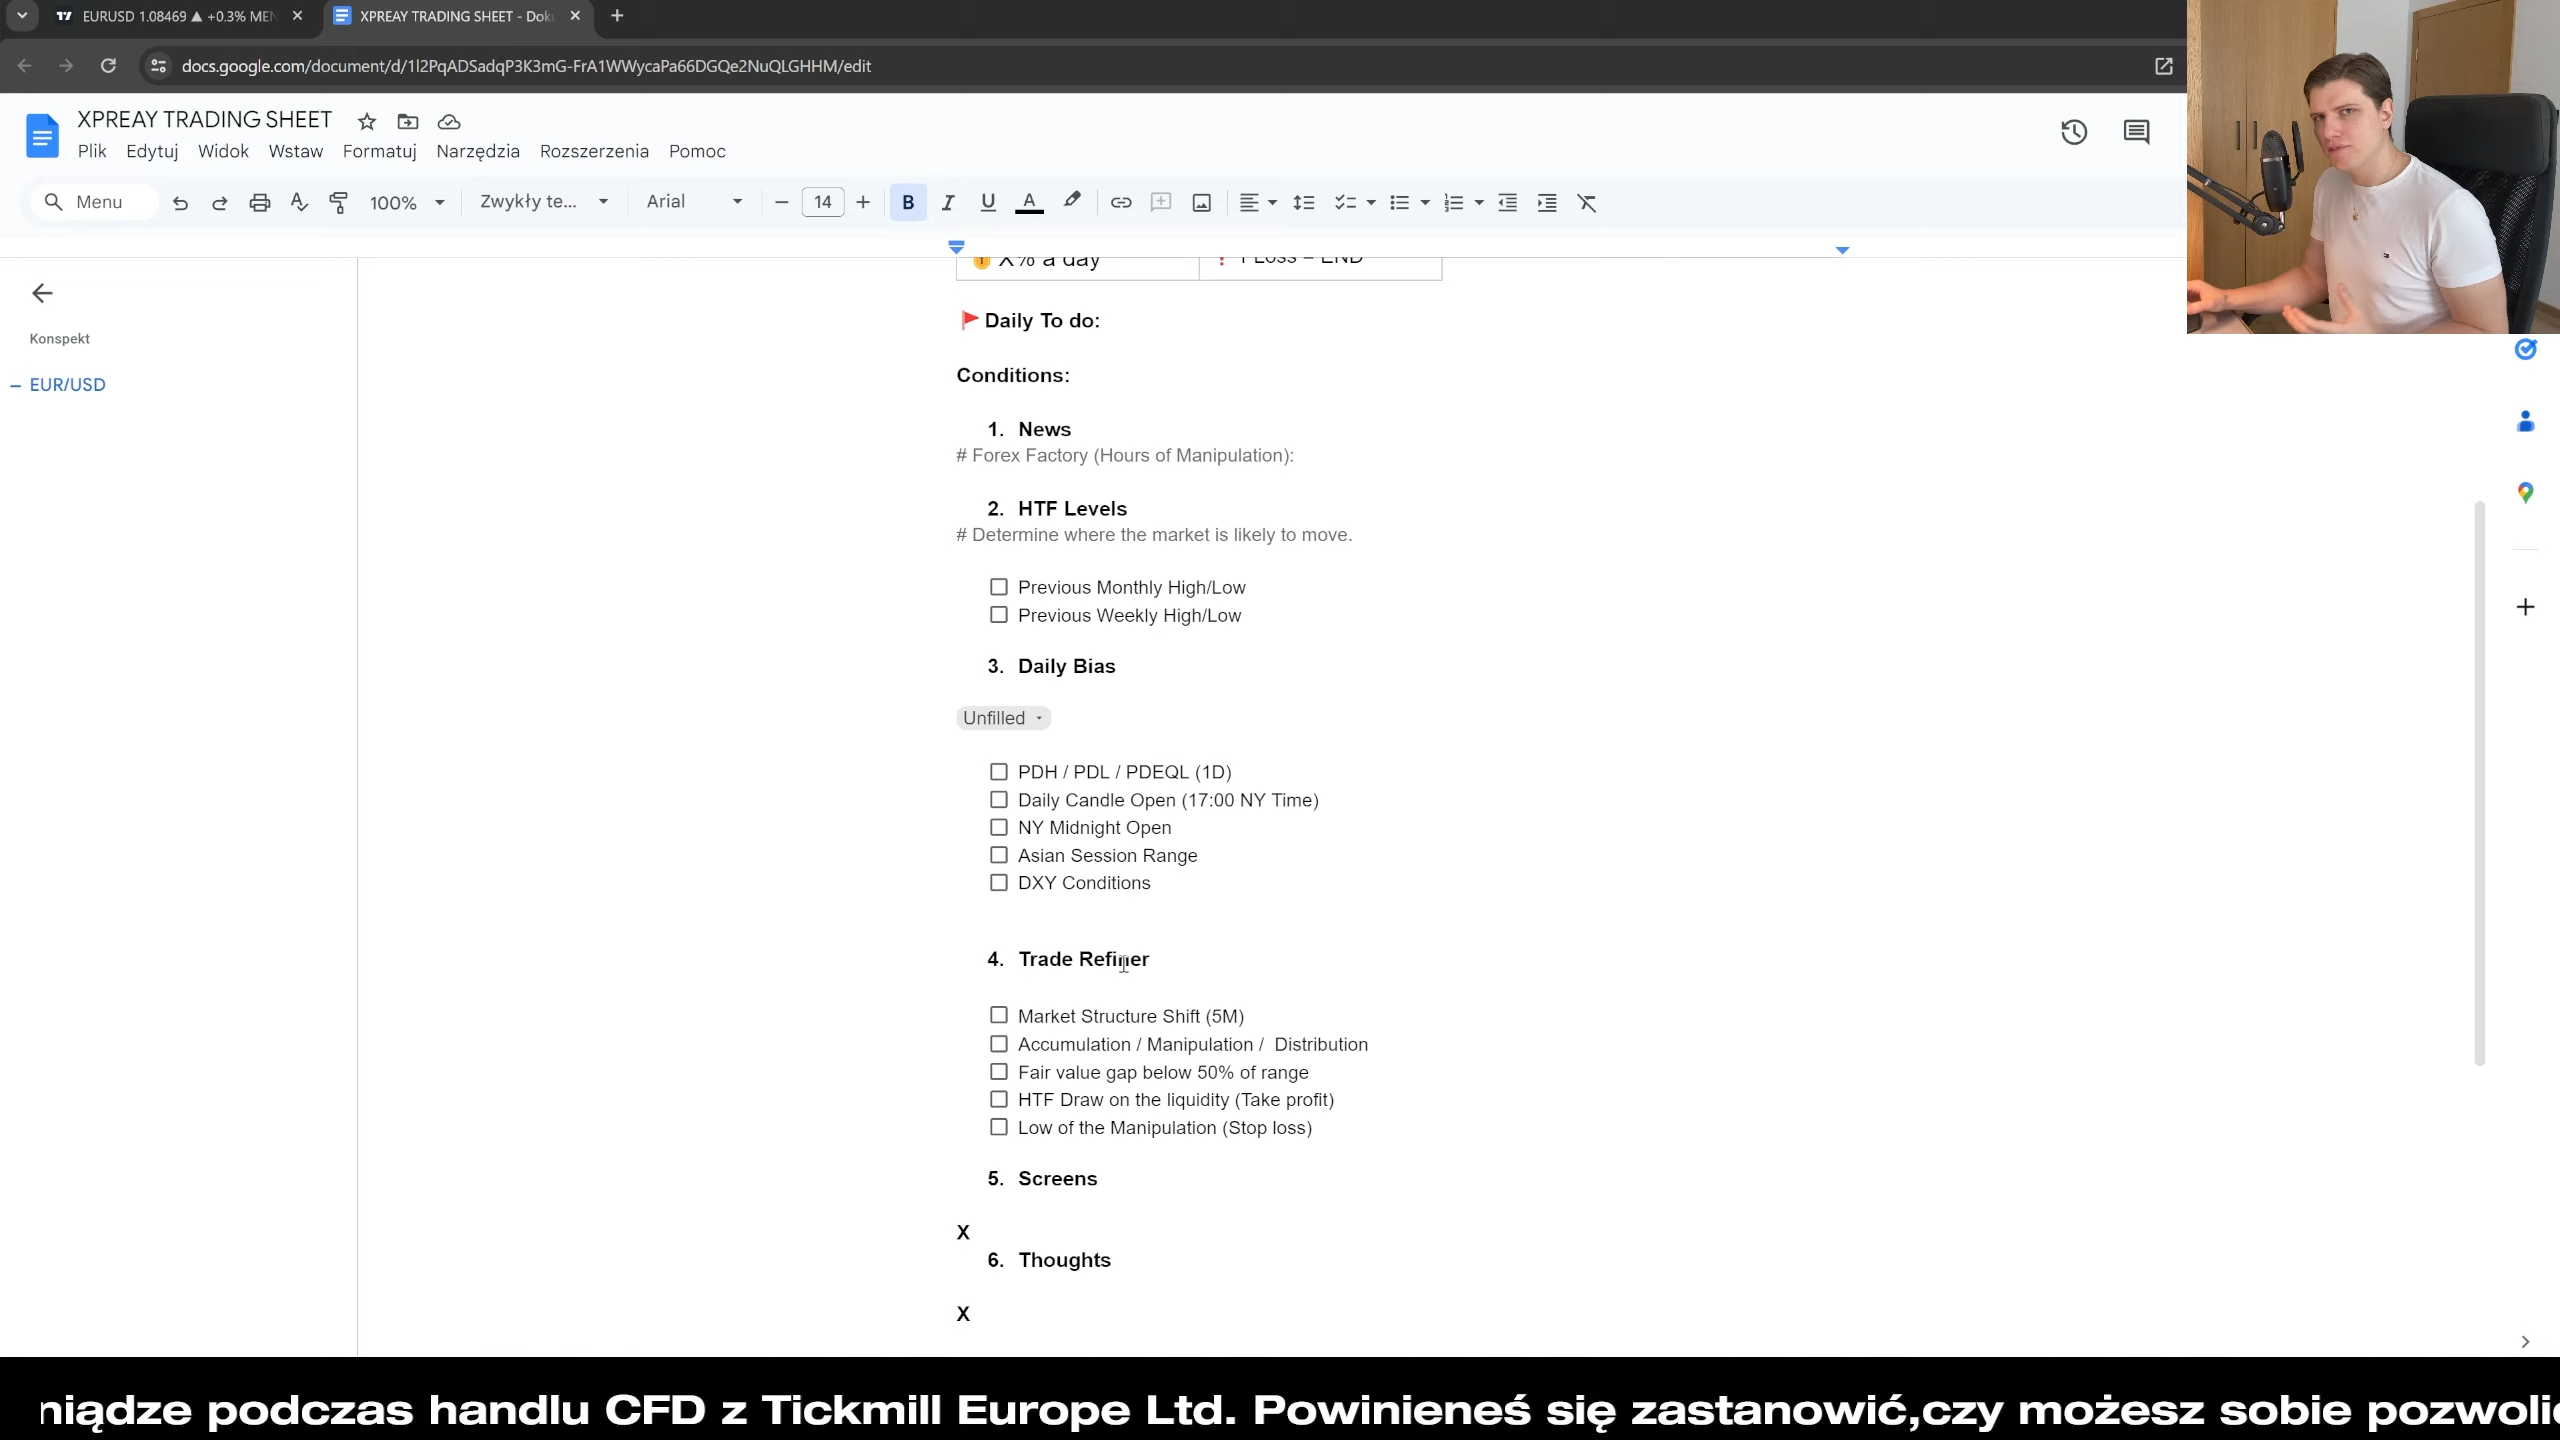 EURUSD 1.08469 ▲ +0.3% MEN
XPREAY TRADING SHEET - Dok
docs.google.com/document/d/1l2PqADSadqP3K3mG-FrA1WWycaPa66DGQe2NuQLGHHM/edit
XPREAY TRADING SHEET
Plik Edytuj Widok Wstaw Formatuj Narzędzia Rozszerzenia Pomoc
Menu 100% Zwykły te... Arial 14
Konspekt
EUR/USD
X% a day 1 Loss = END
Daily To do:
Conditions:
1. News
# Forex Factory (Hours of Manipulation):
2. HTF Levels
# Determine where the market is likely to move.
Previous Monthly High/Low
Previous Weekly High/Low
3. Daily Bias
Unfilled
PDH / PDL / PDEQL (1D)
Daily Candle Open (17:00 NY Time)
NY Midnight Open
Asian Session Range
DXY Conditions
4. Trade Refiner
Market Structure Shift (5M)
Accumulation / Manipulation / Distribution
Fair value gap below 50% of range
HTF Draw on the liquidity (Take profit)
Low of the Manipulation (Stop loss)
5. Screens
X
6. Thoughts
X
niądze podczas handlu CFD z Tickmill Europe Ltd. Powinieneś się zastanowić,czy możesz sobie pozwolić